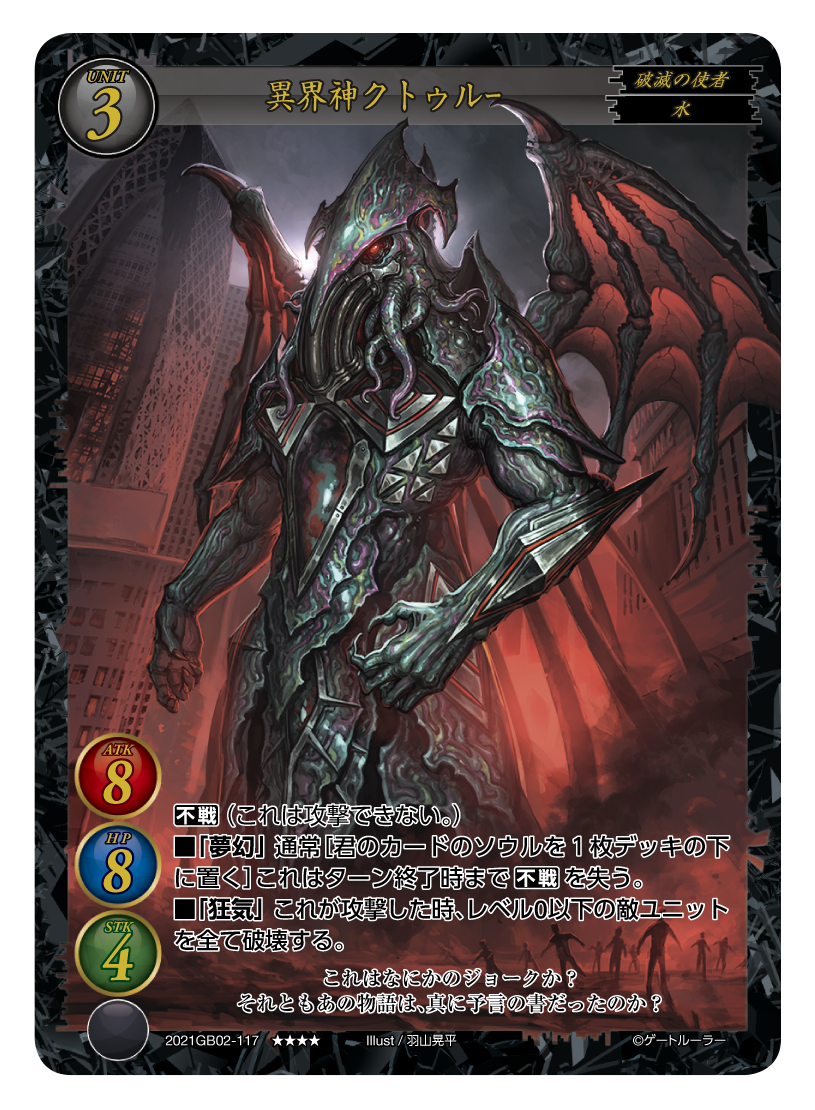 UNIT
3
異界神クトゥルー
破滅の使者
水
ATK
8
HP
8
STK
4
不戦（これは攻撃できない。）
■「夢幻」通常［君のカードのソウルを１枚デッキの下
に置く］これはターン終了時まで不戦を失う。
■「狂気」これが攻撃した時、レベル0以下の敵ユニット
を全て破壊する。
これはなにかのジョークか？
それともあの物語は、真に予言の書だったのか？
2021GB02-117 ★★★★ Illust / 羽山晃平 ©ゲートルーラー